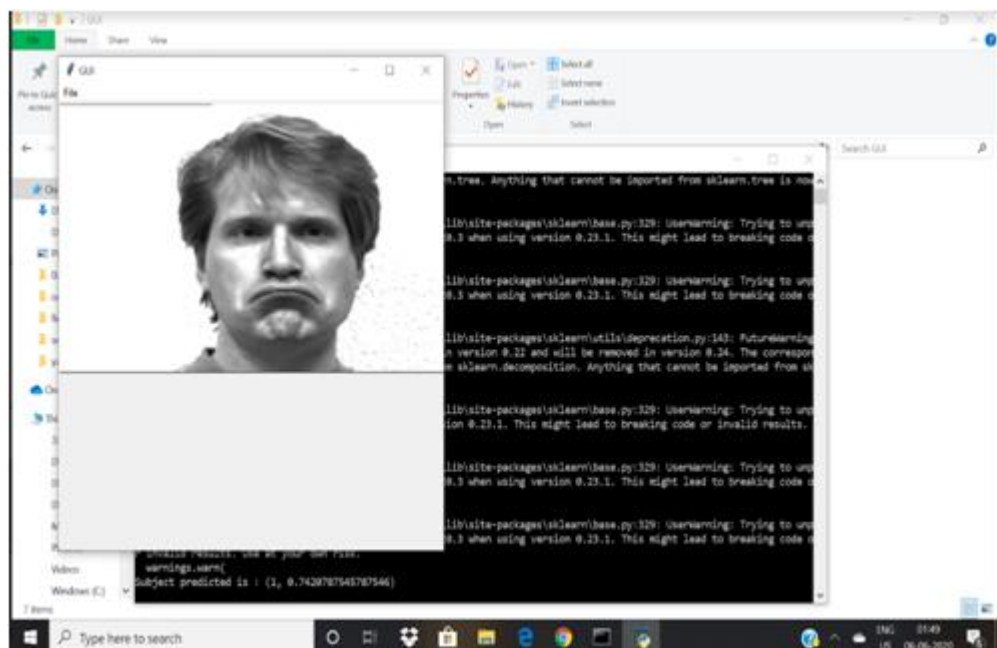 GUI
File Home Share View
GUI
File
Pin to Quick
access
Properties
Open
Edit
History
Open
Select all
Select none
Invert selection
Select
Search GUI
n.tree. Anything that cannot be imported from sklearn.tree is now
lib\site-packages\sklearn\base.py:329: UserWarning: Trying to unp
0.3 when using version 0.23.1. This might lead to breaking code o
lib\site-packages\sklearn\base.py:329: UserWarning: Trying to unp
0.3 when using version 0.23.1. This might lead to breaking code o
lib\site-packages\sklearn\utils\deprecation.py:143: FutureWarning
n version 0.22 and will be removed in version 0.24. The correspon
sklearn.decomposition. Anything that cannot be imported from sk
lib\site-packages\sklearn\base.py:329: UserWarning: Trying to unp
ion 0.23.1. This might lead to breaking code or invalid results.
lib\site-packages\sklearn\base.py:329: UserWarning: Trying to unp
0.3 when using version 0.23.1. This might lead to breaking code o
lib\site-packages\sklearn\base.py:329: UserWarning: Trying to unp
0.3 when using version 0.23.1. This might lead to breaking code o
invalid results. Use at your own risk.
warnings.warn(
Subject predicted is : (1, 0.7420787545787546)
Videos
Windows (C:)
7 items
Type here to search
ENG 01:49
US 06-06-2020